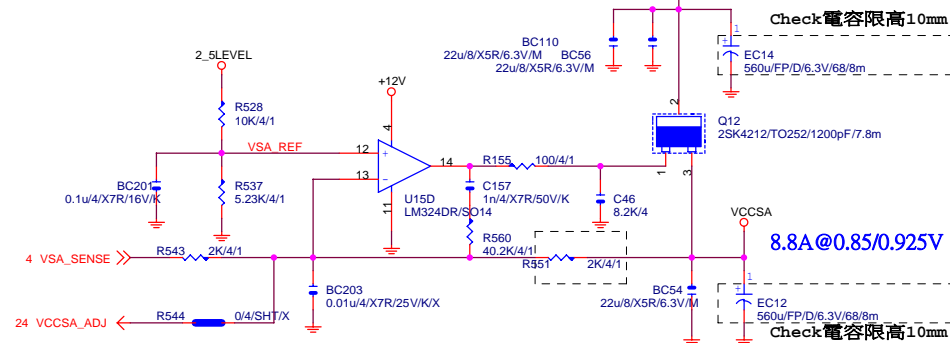 Check電容限高10mm
BC110
22u/8/X5R/6.3V/M
BC56
22u/8/X5R/6.3V/M
1
+
EC14
560u/FP/D/6.3V/68/8m
2_5LEVEL
+12V
R528
10K/4/1
2
Q12
2SK4212/TO252/1200pF/7.8m
1
3
VSA_REF
12
+
4
14
13
-
11
U15D
LM324DR/SO14
R155
100/4/1
BC201
0.1u/4/X7R/16V/K
R537
5.23K/4/1
C157
1n/4/X7R/50V/K
C46
8.2K/4
VCCSA
R560
40.2K/4/1
8.8A@0.85/0.925V
4 VSA_SENSE
R543
2K/4/1
R551
2K/4/1
BC203
0.01u/4/X7R/25V/K/X
BC54
22u/8/X5R/6.3V/M
1
+
EC12
560u/FP/D/6.3V/68/8m
24 VCCSA_ADJ
R544
0/4/SHT/X
Check電容限高10mm